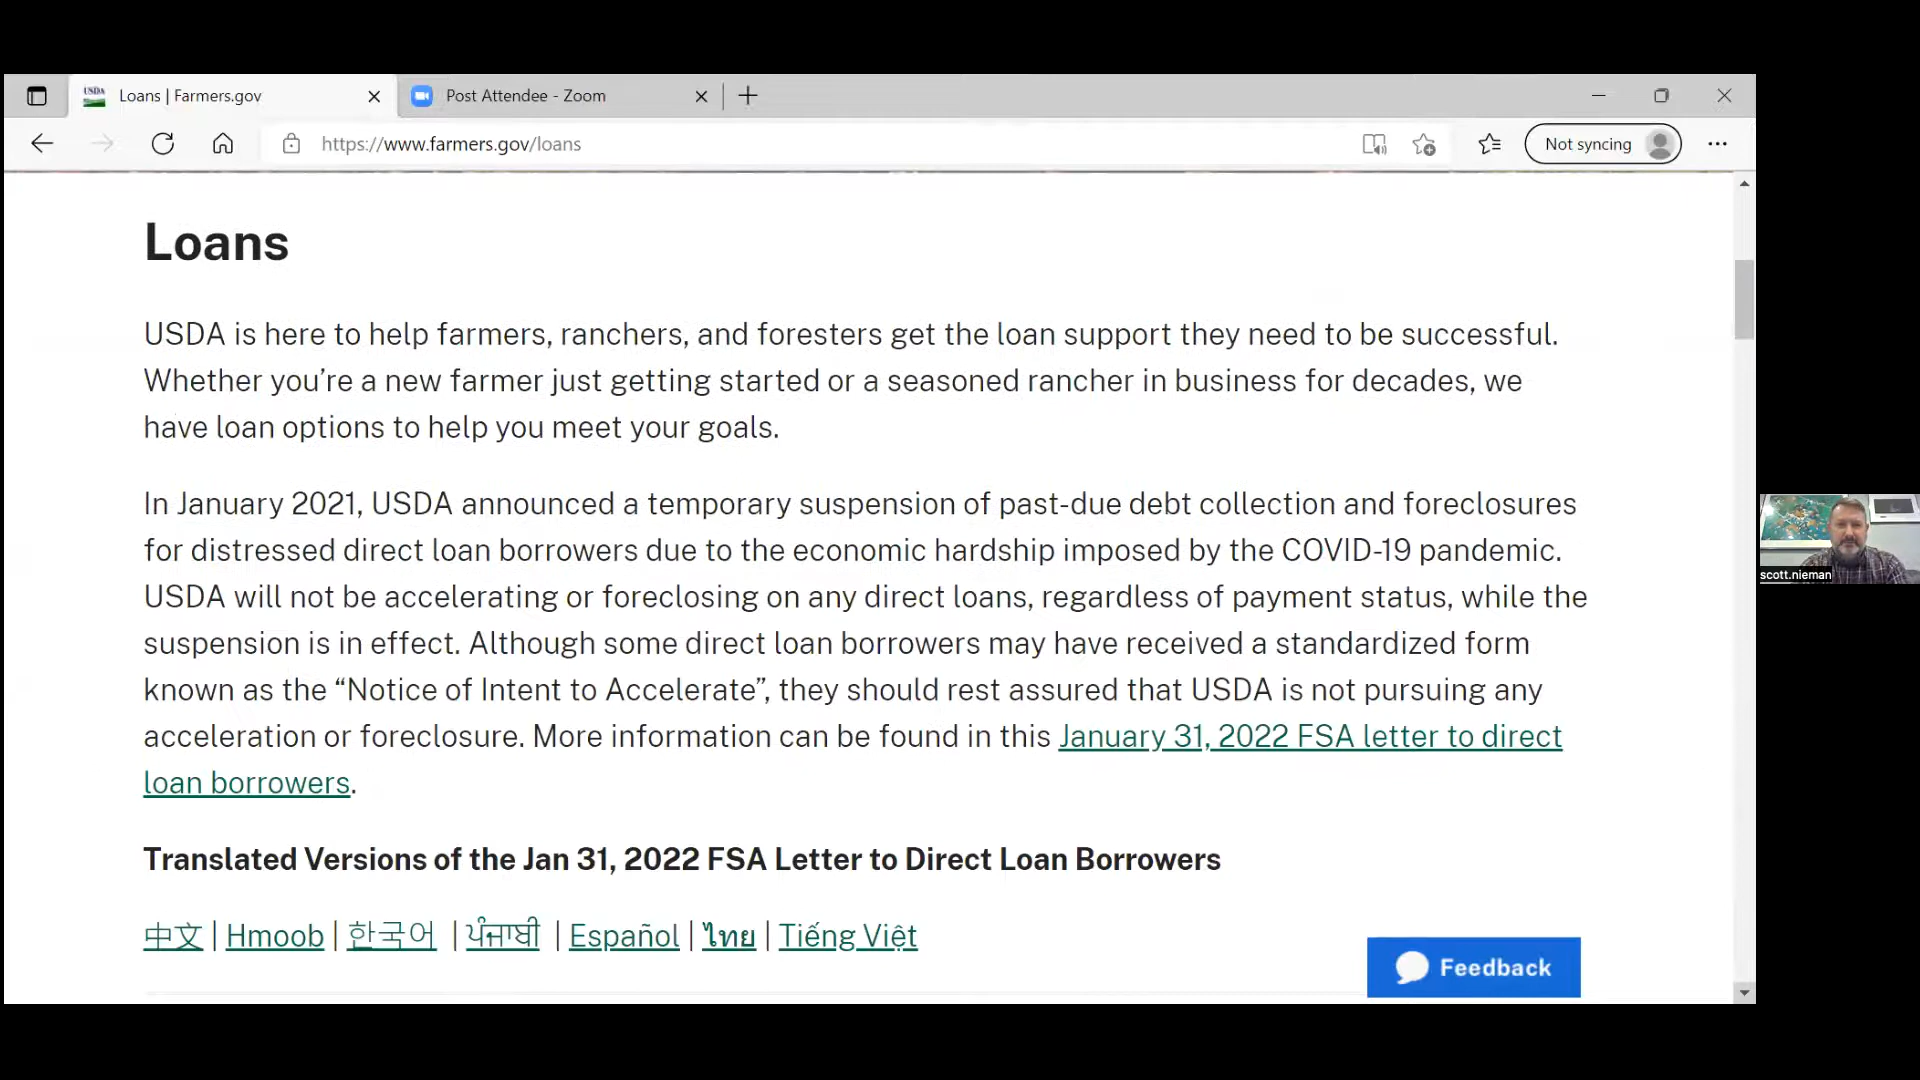 USDA
Loans | Farmers.gov
Post Attendee - Zoom
https://www.farmers.gov/loans
Not syncing
Loans
USDA is here to help farmers, ranchers, and foresters get the loan support they need to be successful.
Whether you're a new farmer just getting started or a seasoned rancher in business for decades, we
have loan options to help you meet your goals.
In January 2021, USDA announced a temporary suspension of past-due debt collection and foreclosures
for distressed direct loan borrowers due to the economic hardship imposed by the COVID-19 pandemic.
USDA will not be accelerating or foreclosing on any direct loans, regardless of payment status, while the
suspension is in effect. Although some direct loan borrowers may have received a standardized form
known as the “Notice of Intent to Accelerate”, they should rest assured that USDA is not pursuing any
acceleration or foreclosure. More information can be found in this January 31, 2022 FSA letter to direct
loan borrowers.
Translated Versions of the Jan 31, 2022 FSA Letter to Direct Loan Borrowers
中文 | Hmoob | 한국어 | ਪੰਜਾਬੀ | Español | ไทย | Tiếng Việt
Feedback
scott.nieman